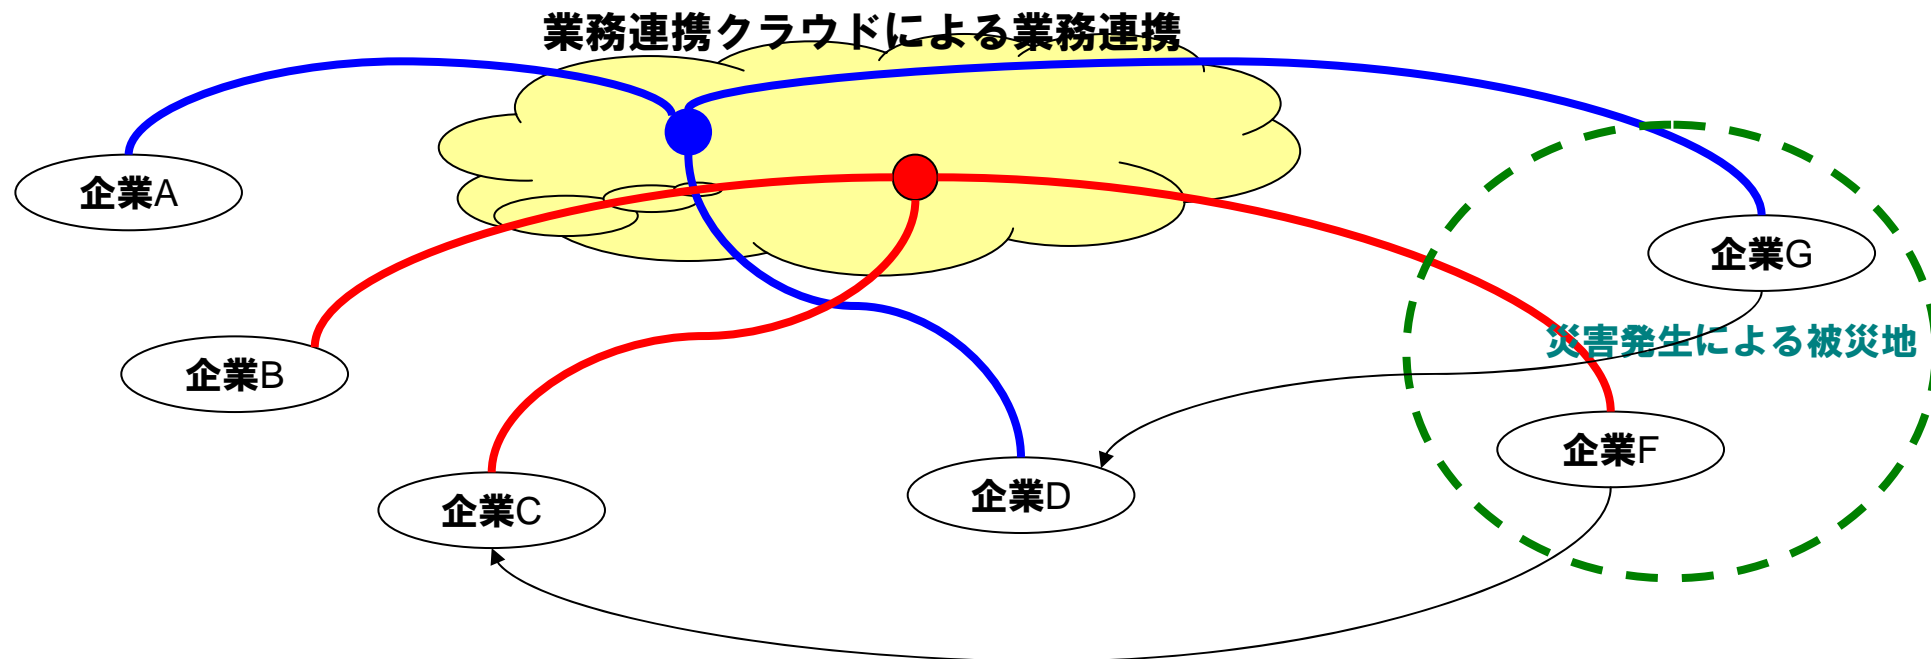 業務連携クラウドによる業務連携
企業A
企業G
災害発生による被災地
企業B
企業F
企業D
企業C